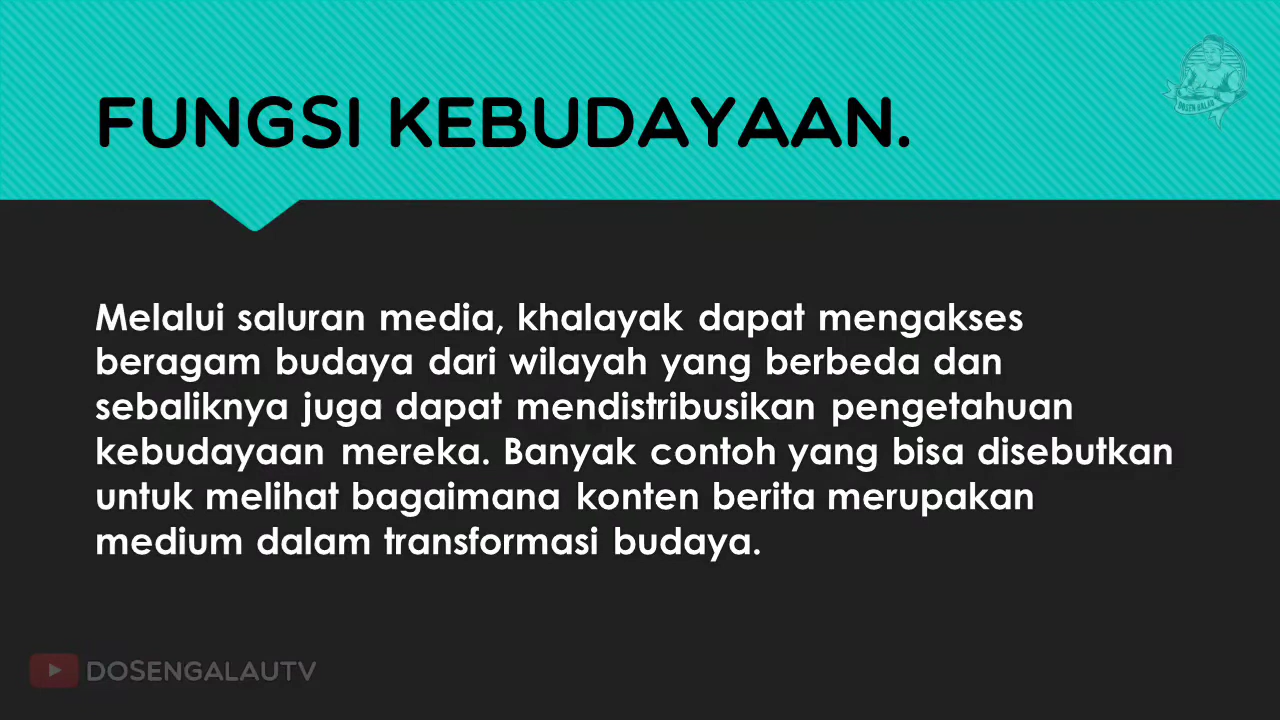 FUNGSI KEBUDAYAAN.
Melalui saluran media, khalayak dapat mengakses
beragam budaya dari wilayah yang berbeda dan
sebaliknya juga dapat mendistribusikan pengetahuan
kebudayaan mereka. Banyak contoh yang bisa disebutkan
untuk melihat bagaimana konten berita merupakan
medium dalam transformasi budaya.
DOSEN GALAU
DOSENGALAUTV